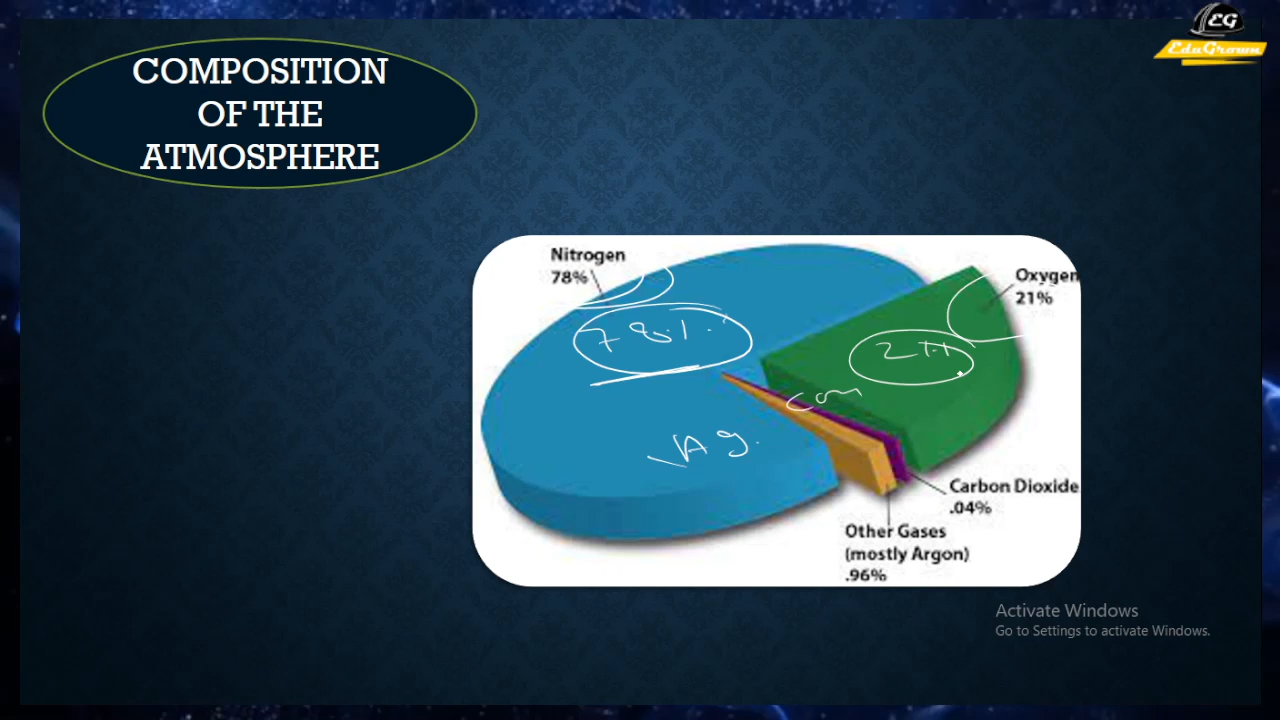 EG
EduGrown
COMPOSITION
OF THE
ATMOSPHERE
Nitrogen
78%
Oxygen
21%
78%
21%
Carbon Dioxide
.04%
Other Gases
(mostly Argon)
.96%
Activate Windows
Go to Settings to activate Windows.